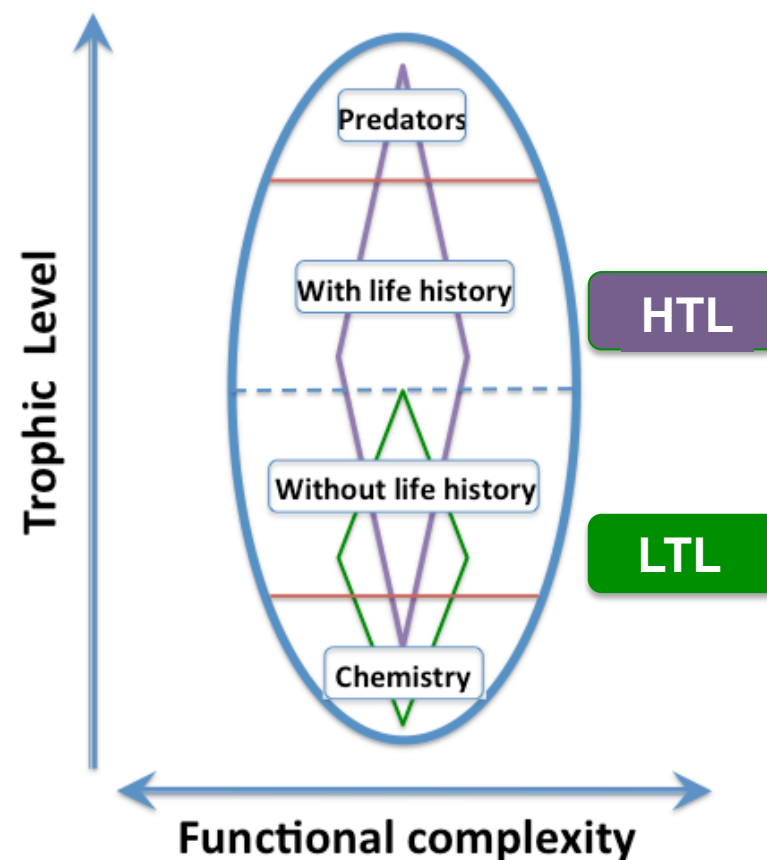 Predators
With life history
HTL
Trophic Level
Without life history
LTL
Chemistry
Functional complexity